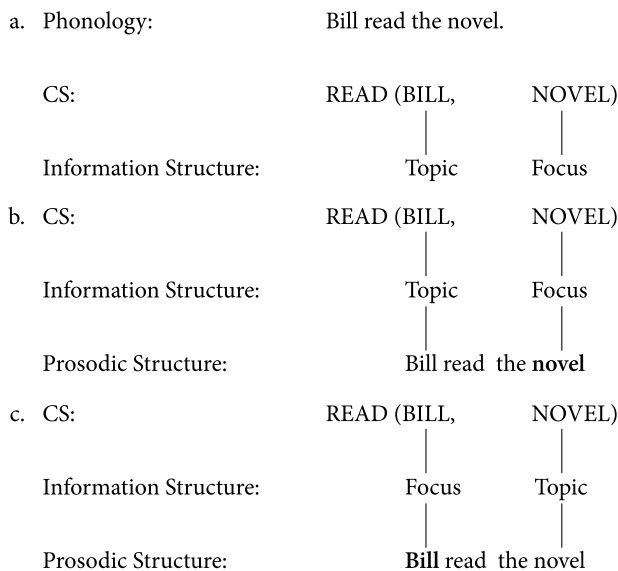 a. Phonology: Bill read the novel.
CS: READ (BILL, NOVEL)
Information Structure: Topic Focus
b. CS: READ (BILL, NOVEL)
Information Structure: Topic Focus
Prosodic Structure: Bill read the novel
c. CS: READ (BILL, NOVEL)
Information Structure: Focus Topic
Prosodic Structure: Bill read the novel